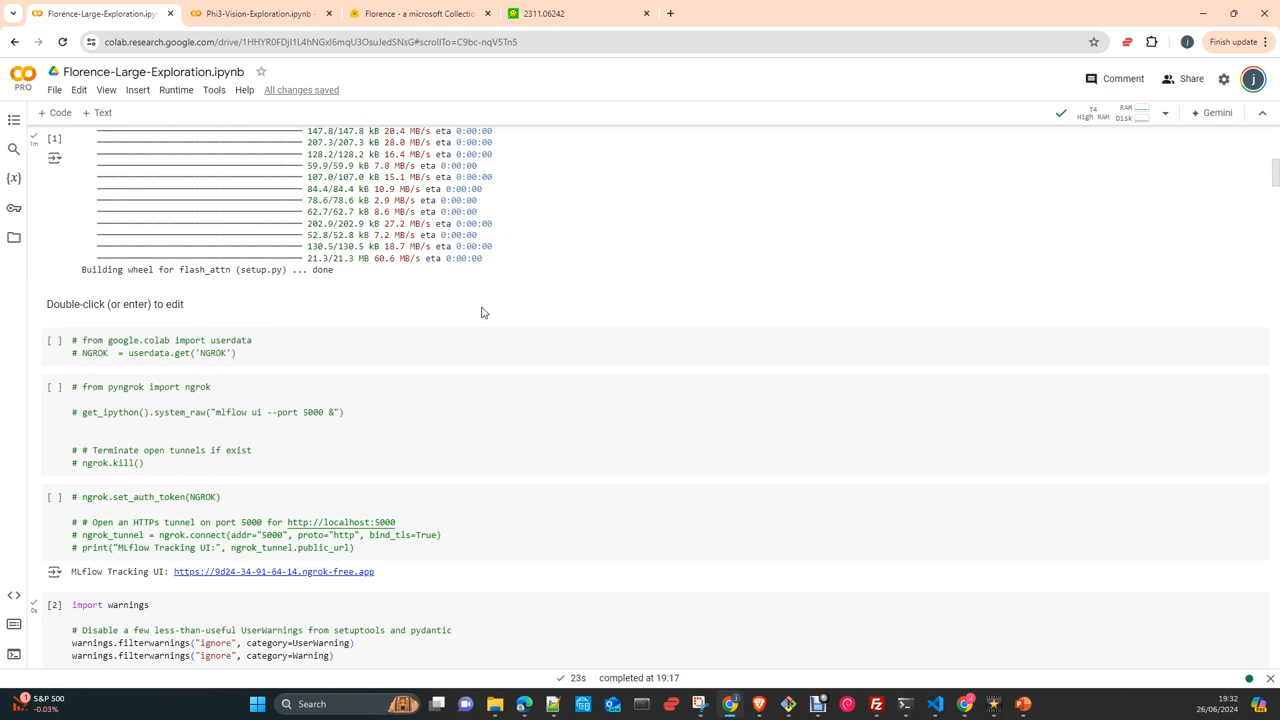 Florence-Large-Exploration.ipynb
Phi3-Vision-Exploration.ipynb -
Florence - a microsoft Collectio
2311.06242
colab.research.google.com/drive/1HHYR0FDjI1L4hNGxI6mqU3OsuJedSNsG#scrollTo=C9bc-nqV5Tn5
j
Finish update
PRO
Florence-Large-Exploration.ipynb
Comment
Share
j
File Edit View Insert Runtime Tools Help All changes saved
+ Code + Text
T4
High RAM
RAM
Disk
Gemini
[1]
1m
147.8/147.8 kB 20.4 MB/s eta 0:00:00
207.3/207.3 kB 28.0 MB/s eta 0:00:00
128.2/128.2 kB 16.4 MB/s eta 0:00:00
59.9/59.9 kB 7.8 MB/s eta 0:00:00
107.0/107.0 kB 15.1 MB/s eta 0:00:00
84.4/84.4 kB 10.9 MB/s eta 0:00:00
78.6/78.6 kB 2.9 MB/s eta 0:00:00
62.7/62.7 kB 8.6 MB/s eta 0:00:00
202.9/202.9 kB 27.2 MB/s eta 0:00:00
52.8/52.8 kB 7.2 MB/s eta 0:00:00
130.5/130.5 kB 18.7 MB/s eta 0:00:00
21.3/21.3 MB 60.6 MB/s eta 0:00:00
Building wheel for flash_attn (setup.py) ... done
Double-click (or enter) to edit
[ ] # from google.colab import userdata
# NGROK = userdata.get('NGROK')
[ ] # from pyngrok import ngrok
# get_ipython().system_raw("mlflow ui --port 5000 &")
# # Terminate open tunnels if exist
# ngrok.kill()
[ ] # ngrok.set_auth_token(NGROK)
# # Open an HTTPs tunnel on port 5000 for http://localhost:5000
# ngrok_tunnel = ngrok.connect(addr="5000", proto="http", bind_tls=True)
# print("MLflow Tracking UI:", ngrok_tunnel.public_url)
MLflow Tracking UI: https://9d24-34-91-64-14.ngrok-free.app
[2] import warnings
0s
# Disable a few less-than-useful UserWarnings from setuptools and pydantic
warnings.filterwarnings("ignore", category=UserWarning)
warnings.filterwarnings("ignore", category=Warning)
23s completed at 19:17
S&P 500
-0.03%
Search
19:32
26/06/2024